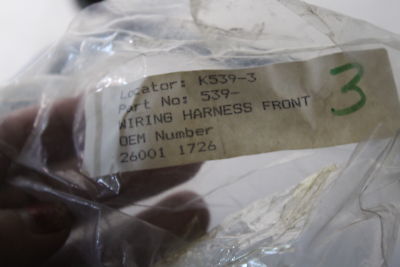 Locator: K539-3
Part No: 539-
WIRING HARNESS FRONT
OEM Number
26001 1726
3